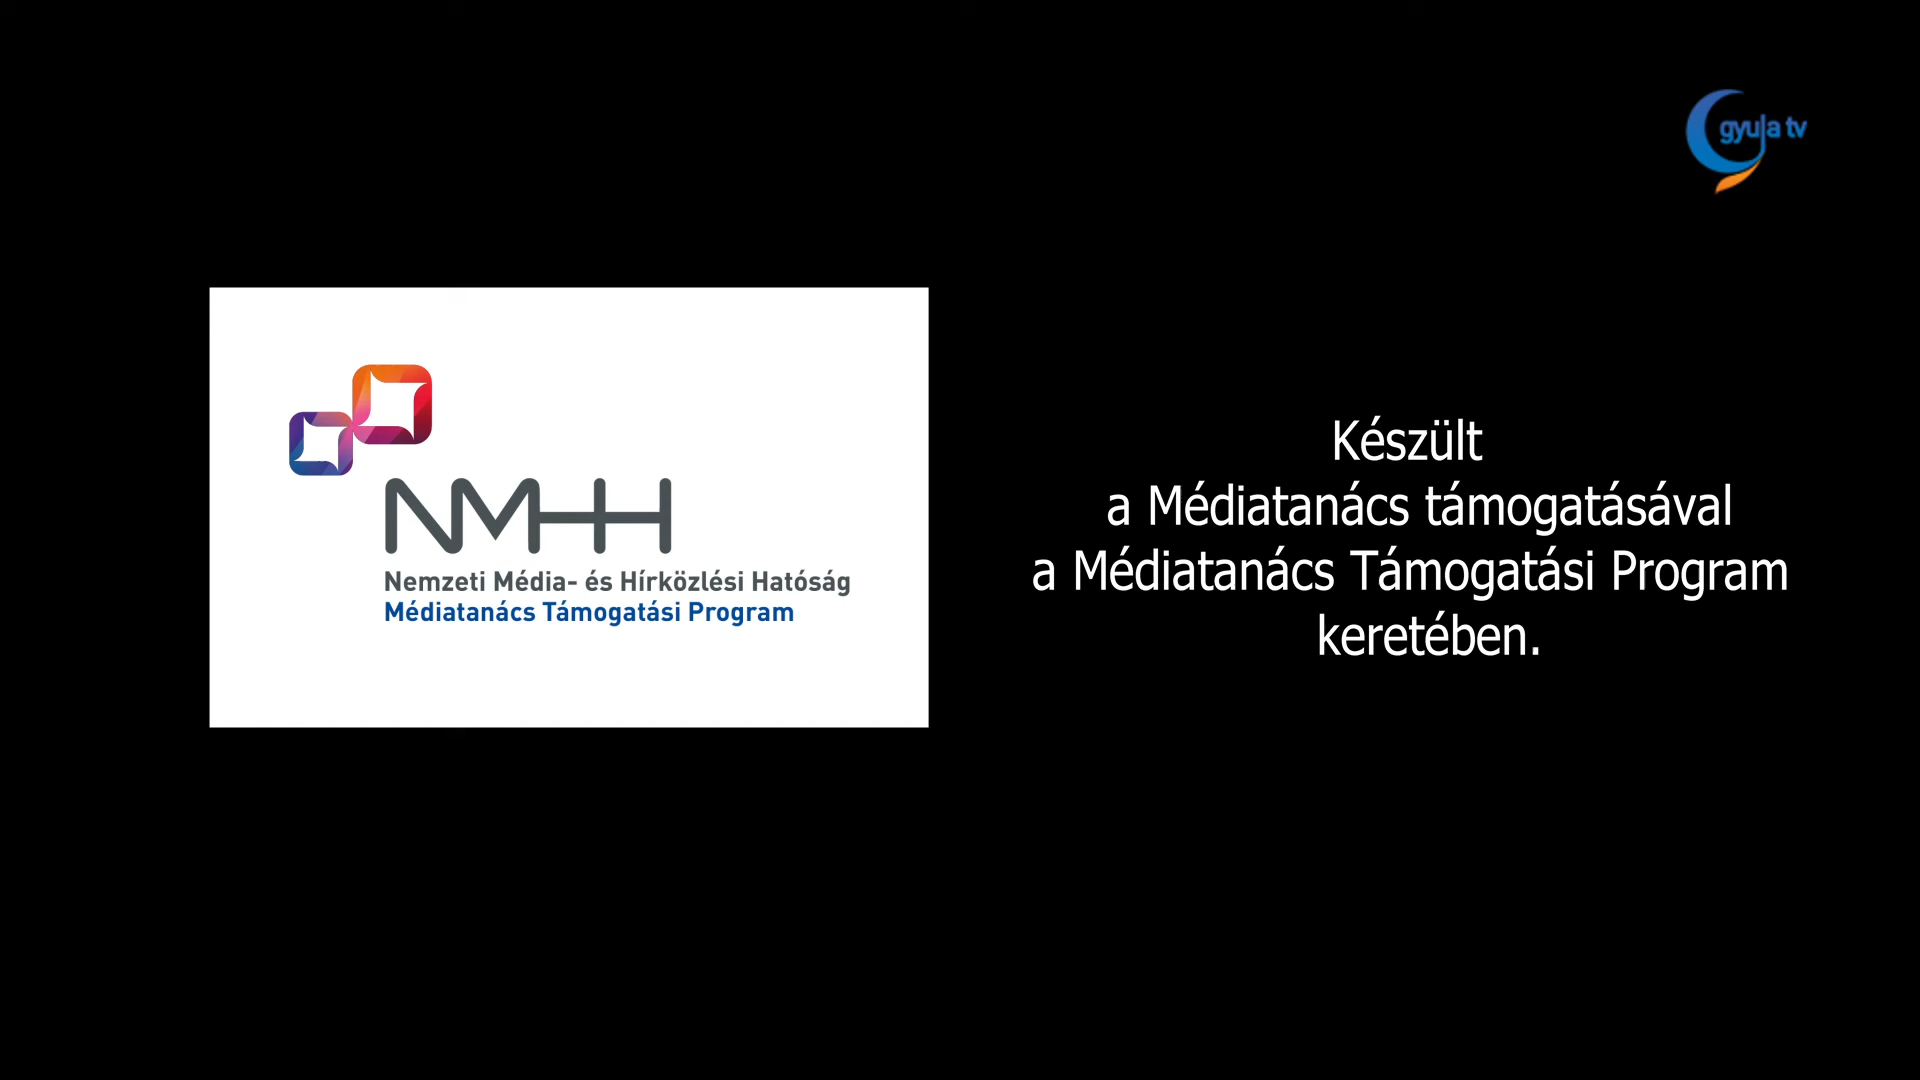 gyula tv
NMHH
Nemzeti Média- és Hírközlési Hatóság
Médiatanács Támogatási Program
Készült
a Médiatanács támogatásával
a Médiatanács Támogatási Program
keretében.